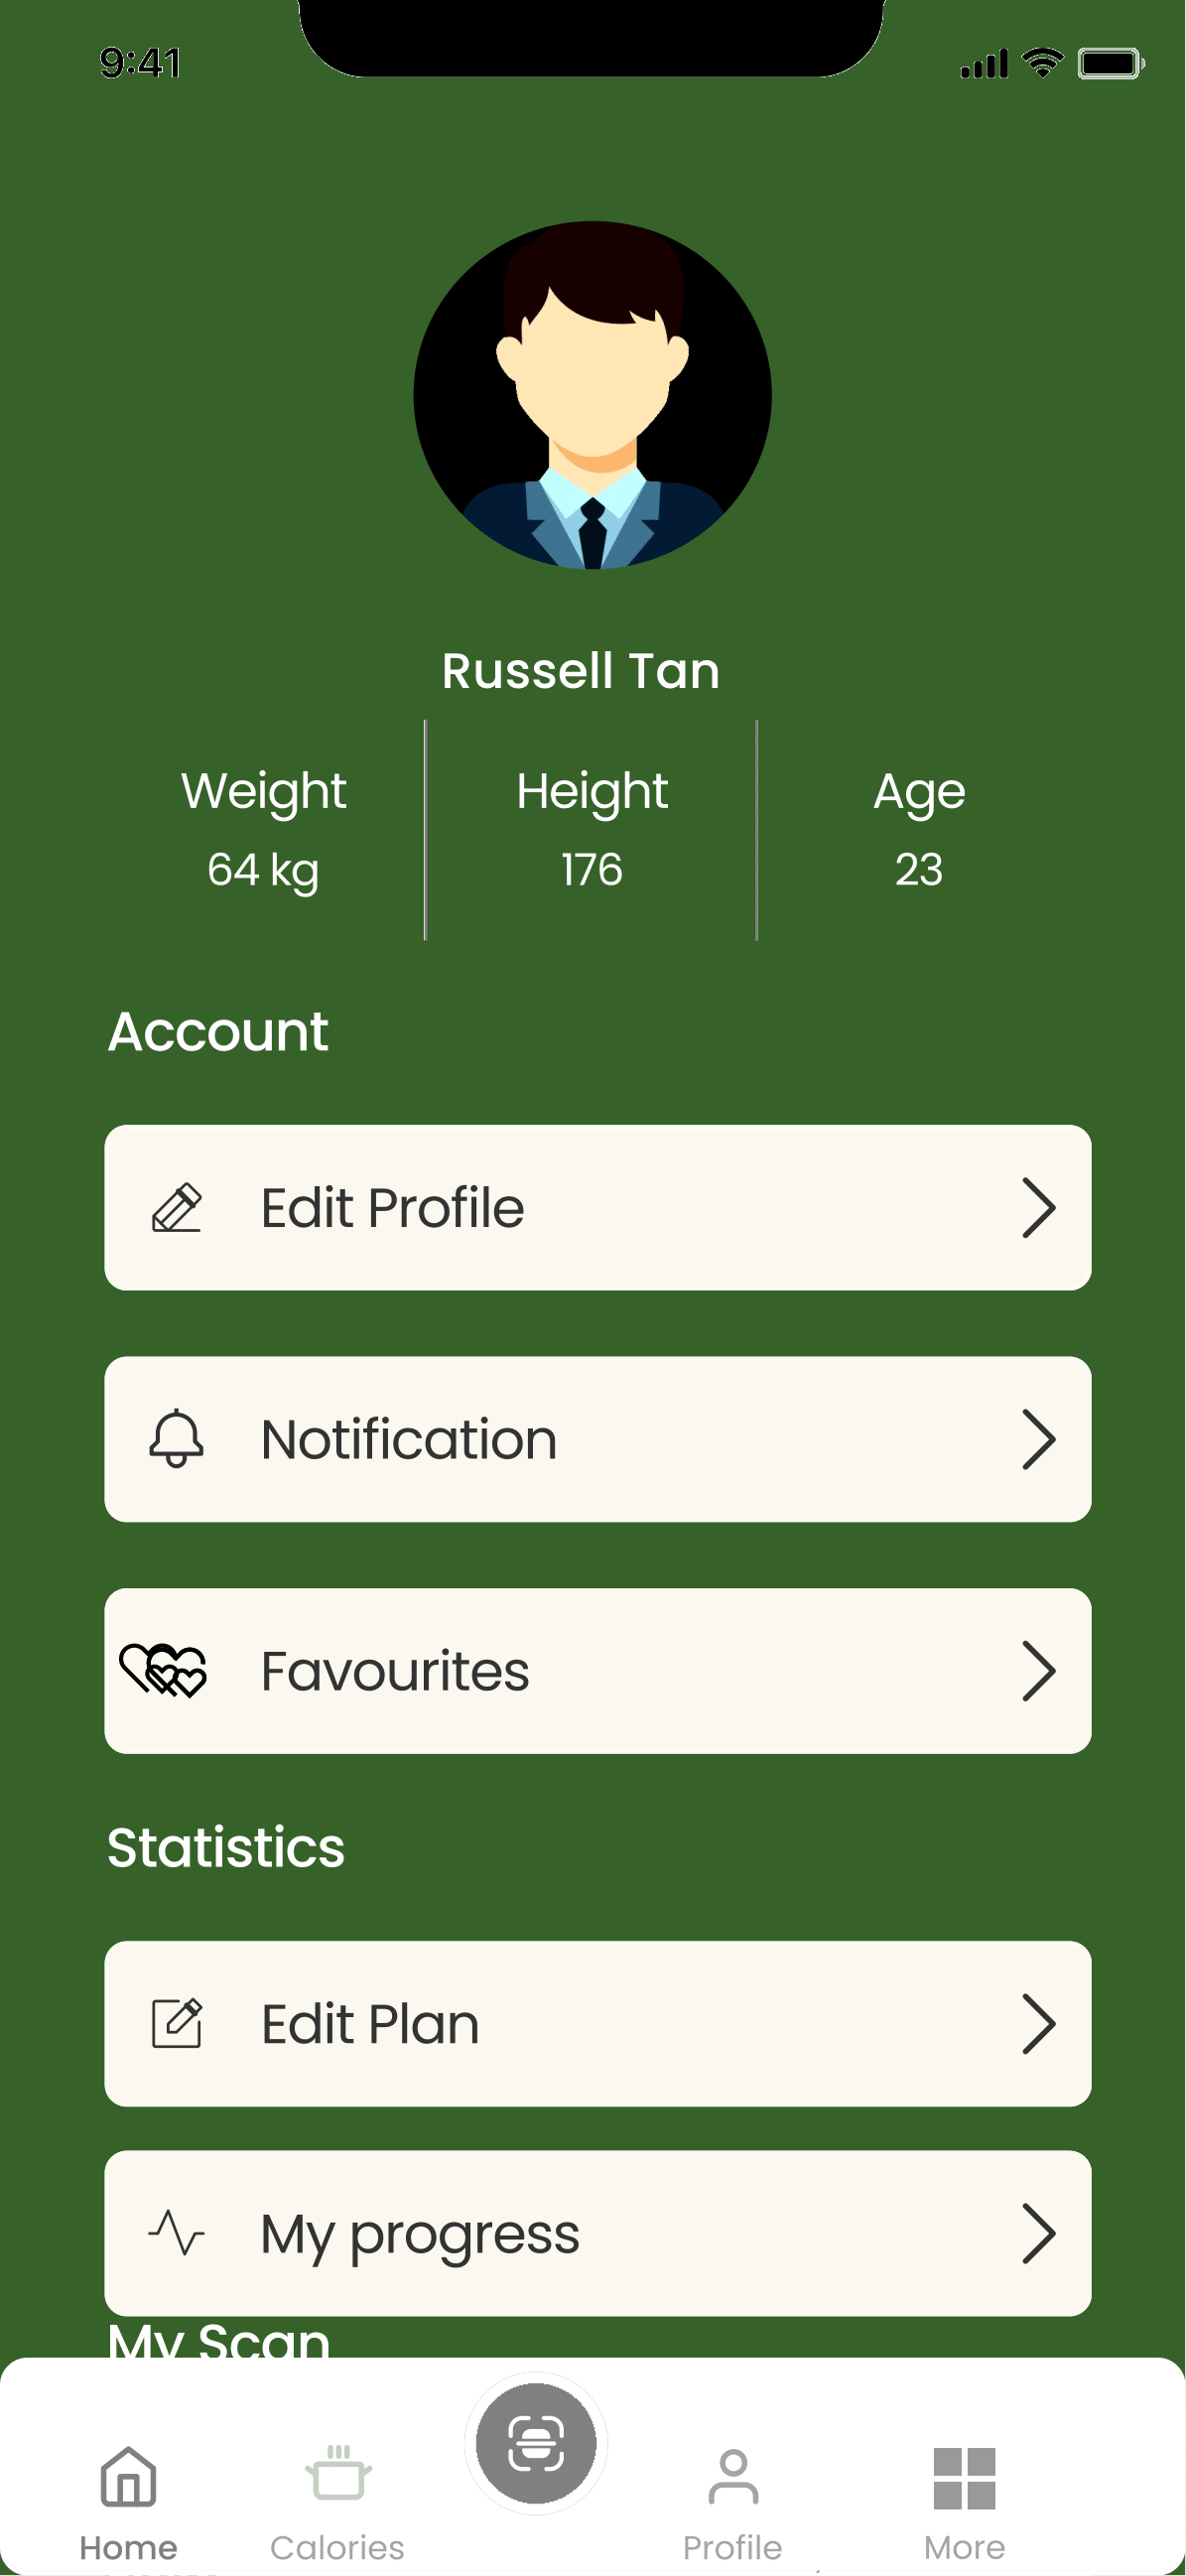 9:41
Russell Tan
Weight Height Age
64 kg 176 23
Account
Edit Profile
Notification
Favourites
Statistics
Edit Plan
My progress
My Scan
Home Calories Profile More